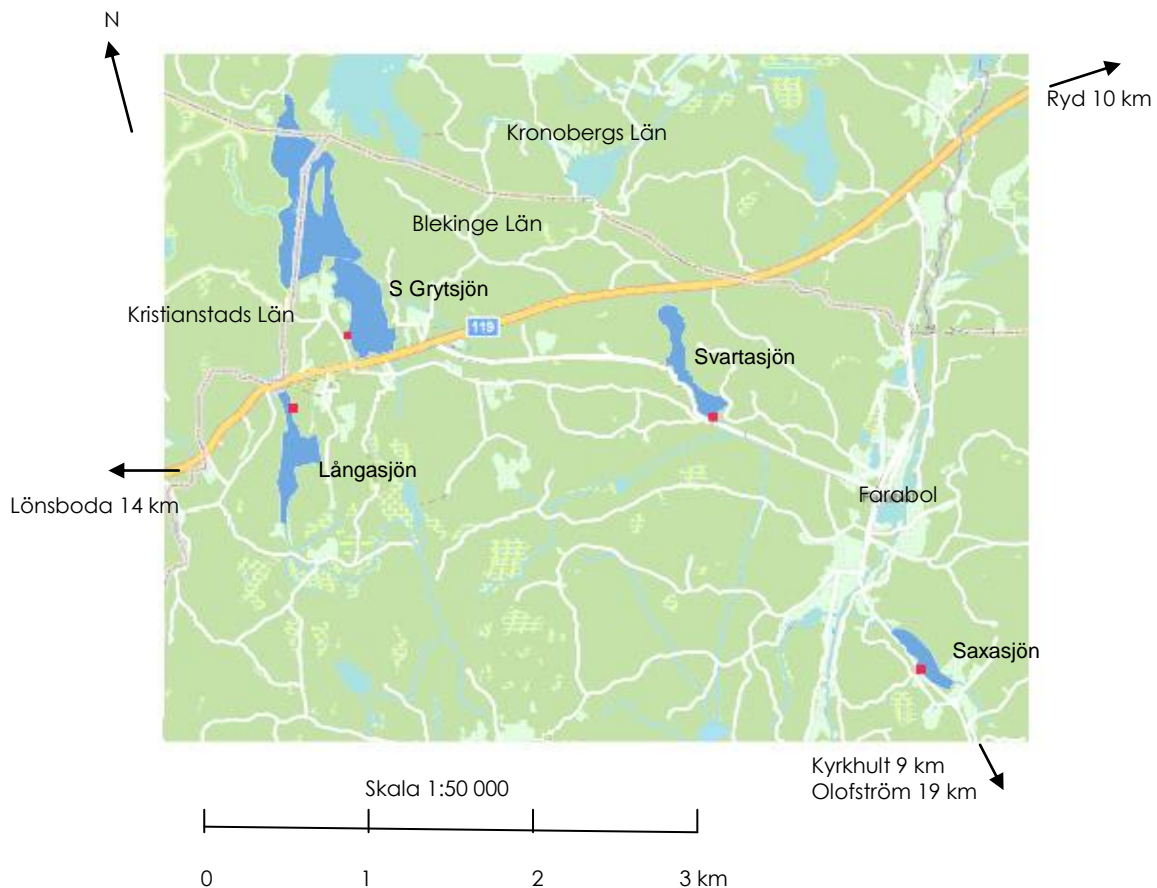 N
Ryd 10 km
Kronobergs Län
Blekinge Län
S Grytsjön
Kristianstads Län
119
Svartasjön
Långasjön
Lönsboda 14 km
Farabol
Saxasjön
Kyrkhult 9 km
Olofström 19 km
Skala 1:50 000
0 1 2 3 km